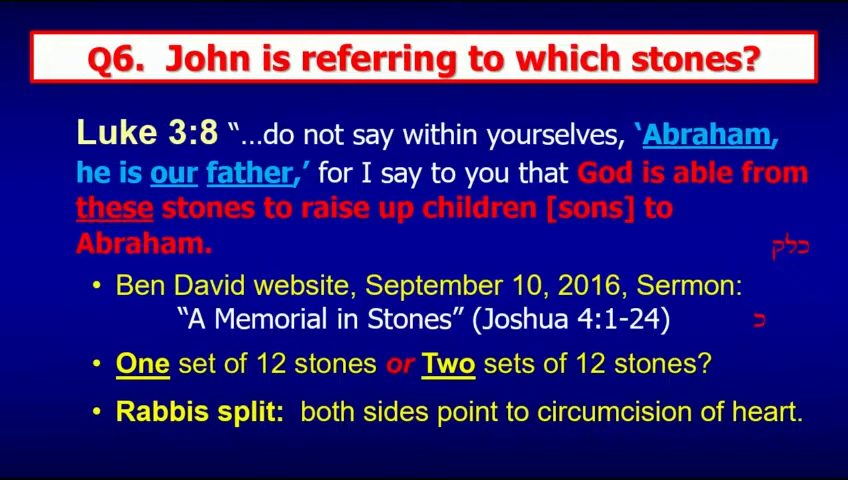 Q6. John is referring to which stones?
Luke 3:8 “…do not say within yourselves, ‘Abraham,
he is our father,’ for I say to you that God is able from
these stones to raise up children [sons] to
Abraham. כלק
• Ben David website, September 10, 2016, Sermon:
“A Memorial in Stones” (Joshua 4:1-24) כ
• One set of 12 stones or Two sets of 12 stones?
• Rabbis split: both sides point to circumcision of heart.